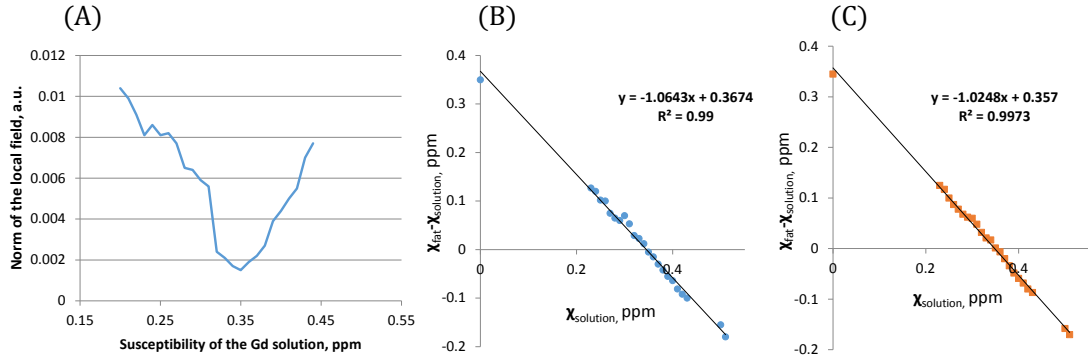 (A)
0.012
0.01
0.008
0.006
0.004
0.002
0
0.15
0.25
0.35
0.45
0.55
Norm of the local field, a.u.
Susceptibility of the Gd solution, ppm
(B)
0.4
0.3
0.2
0.1
0
-0.1
-0.2
0
0.2
0.4
y = -1.0643x + 0.3674
R² = 0.99
χfat-χsolution, ppm
χsolution, ppm
(C)
0.4
0.3
0.2
0.1
0
-0.1
-0.2
0
0.2
0.4
y = -1.0248x + 0.357
R² = 0.9973
χfat-χsolution, ppm
χsolution, ppm